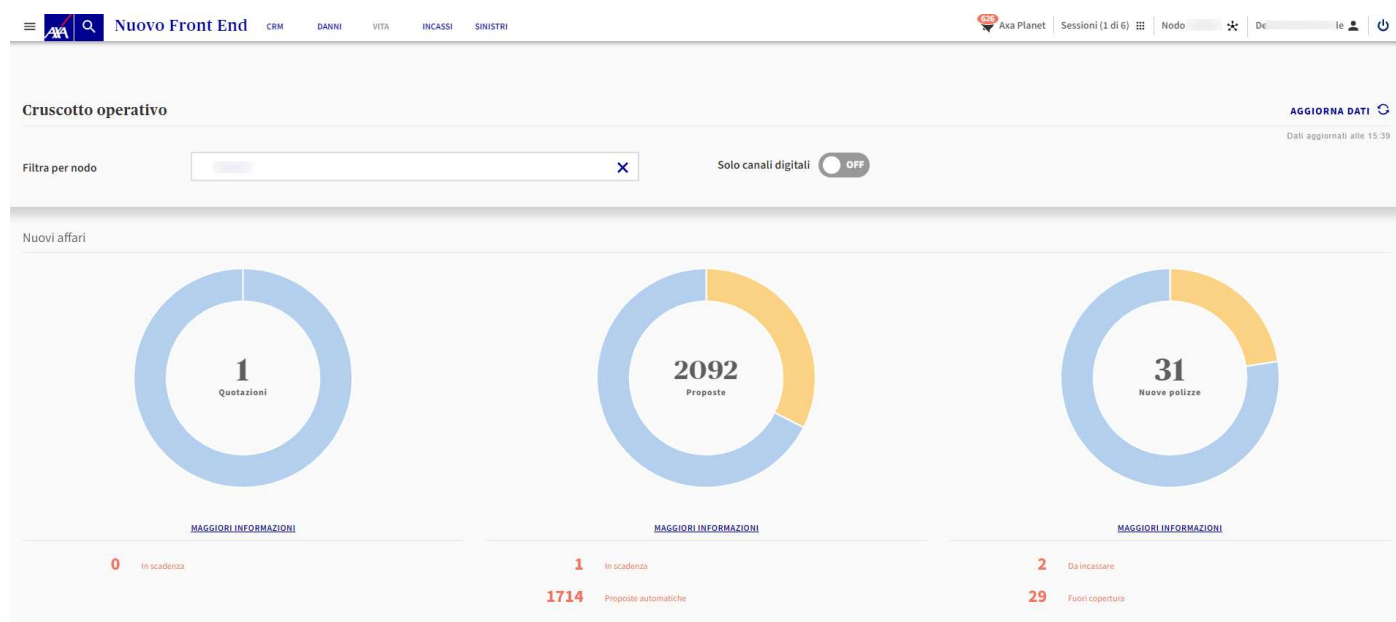 AXA Nuovo Front End CRM DANNI VITA INCASSI SINISTRI 626 Axa Planet Sessioni (1 di 6) Nodo
Cruscotto operativo AGGIORNA DATI
Dati aggiornati alle 15:39
Filtra per nodo Solo canali digitali OFF
Nuovi affari
1 2092 31
Quotazioni Proposte Nuove polizze
MAGGIORI INFORMAZIONI MAGGIORI INFORMAZIONI MAGGIORI INFORMAZIONI
0 In scadenza 1 In scadenza 2 Da incassare
1714 Proposte automatiche 29 Fuori copertura